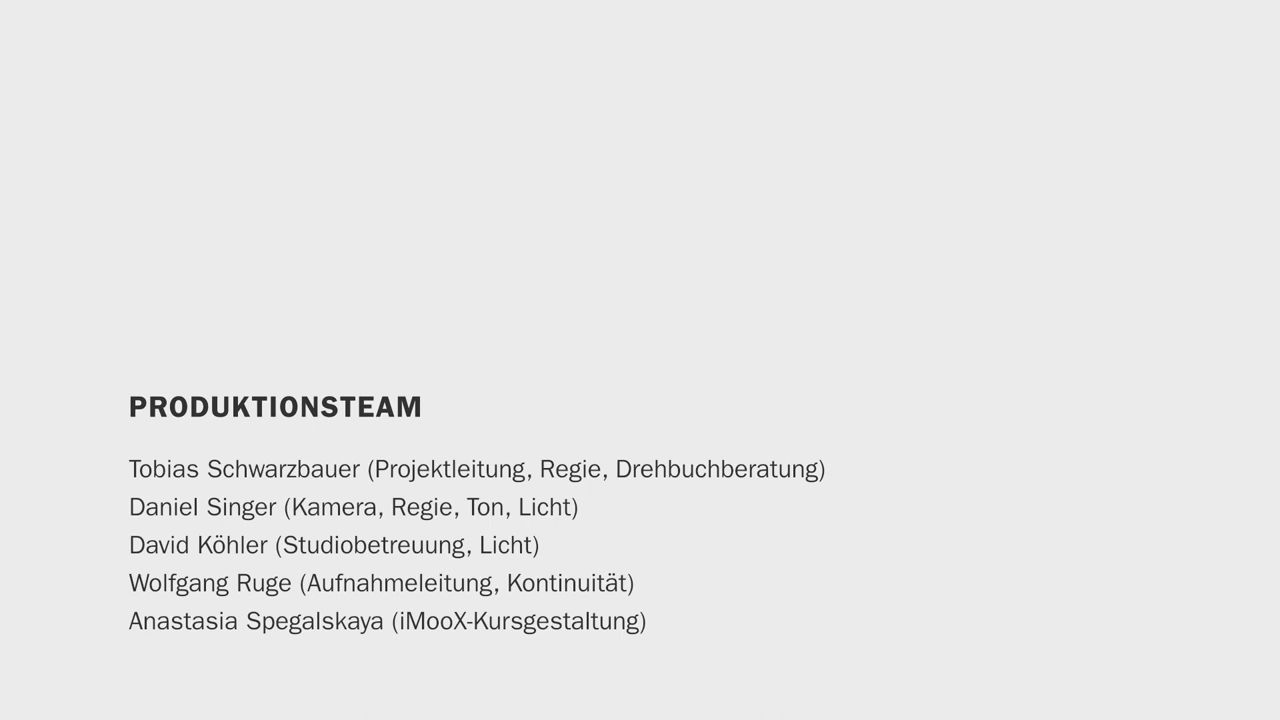 PRODUKTIONSTEAM
Tobias Schwarzbauer (Projektleitung, Regie, Drehbuchberatung)
Daniel Singer (Kamera, Regie, Ton, Licht)
David Köhler (Studiobetreuung, Licht)
Wolfgang Ruge (Aufnahmeleitung, Kontinuität)
Anastasia Spegalskaya (iMooX-Kursgestaltung)